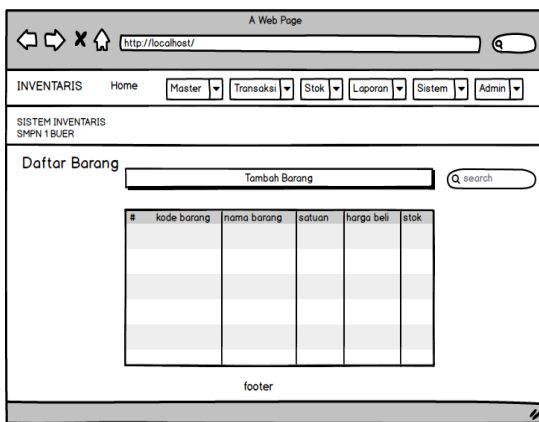 A Web Page
http://localhost/
INVENTARIS Home Master Transaksi Stok Laporan Sistem Admin
SISTEM INVENTARIS
SMPN 1 BUER
Daftar Barang
Tambah Barang
search
# kode barang nama barang satuan harga beli stok
footer